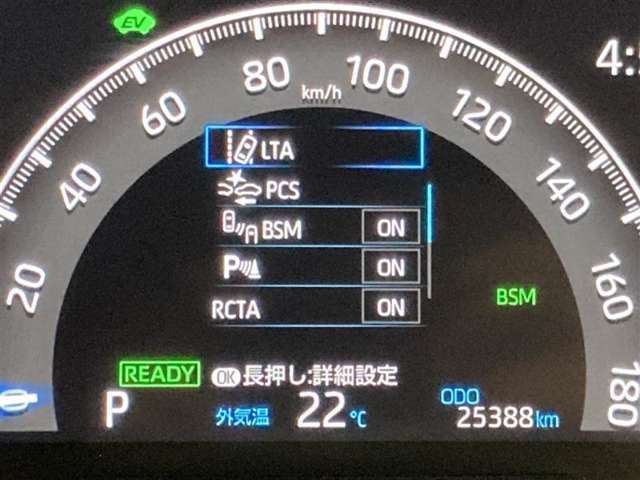 EV
4:
80
100
km/h
60
120
40
140
20
160
180
LTA
PCS
BSM ON
P ON
RCTA ON
BSM
READY
OK 長押し:詳細設定
P
外気温 22℃
ODO
25388km